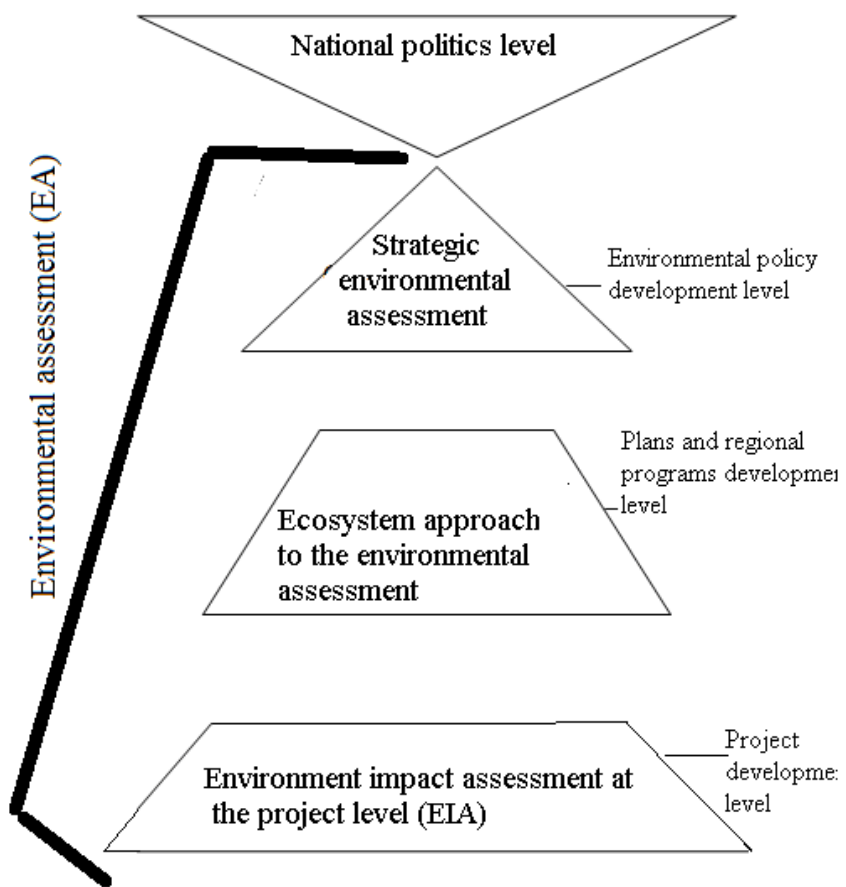 National politics level
Environmental assessment (EA)
Strategic
environmental
assessment
Environmental policy
development level
Plans and regional
programs developme
level
Ecosystem approach
to the environmental
assessment
Environment impact assessment at
the project level (EIA)
Project
developme
level